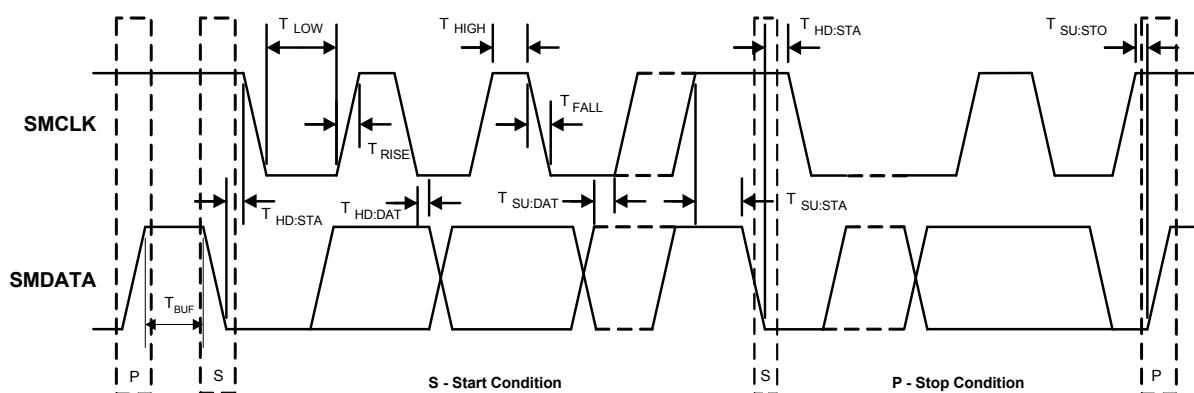 T LOW
T HIGH
T HD:STA
T SU:STO
SMCLK
T FALL
T RISE
T HD:STA
T HD:DAT
T SU:DAT
T SU:STA
SMDATA
T BUF
P
S
S - Start Condition
S
P - Stop Condition
P